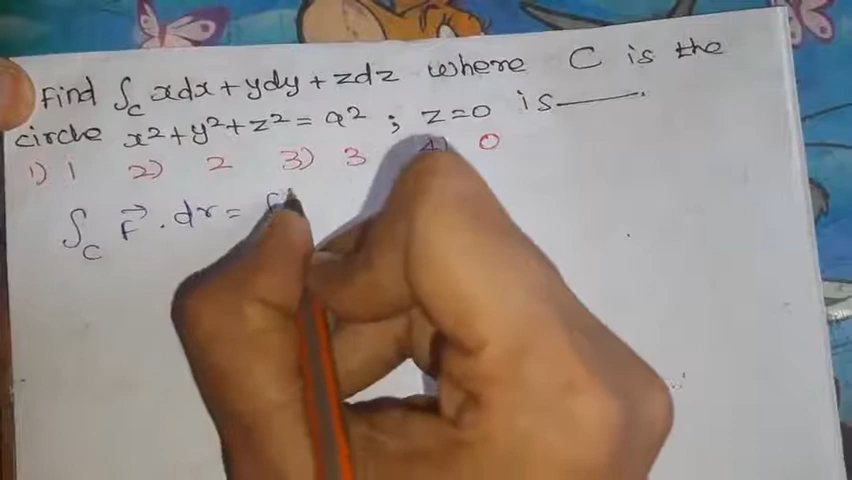 Find ∫c xdx+ydy+zdz where C is the
circle x²+y²+z² = a² ; z=0 is———.
1) 1 2) 2 3) 3 4) 0
∫c F⃗ . dr =